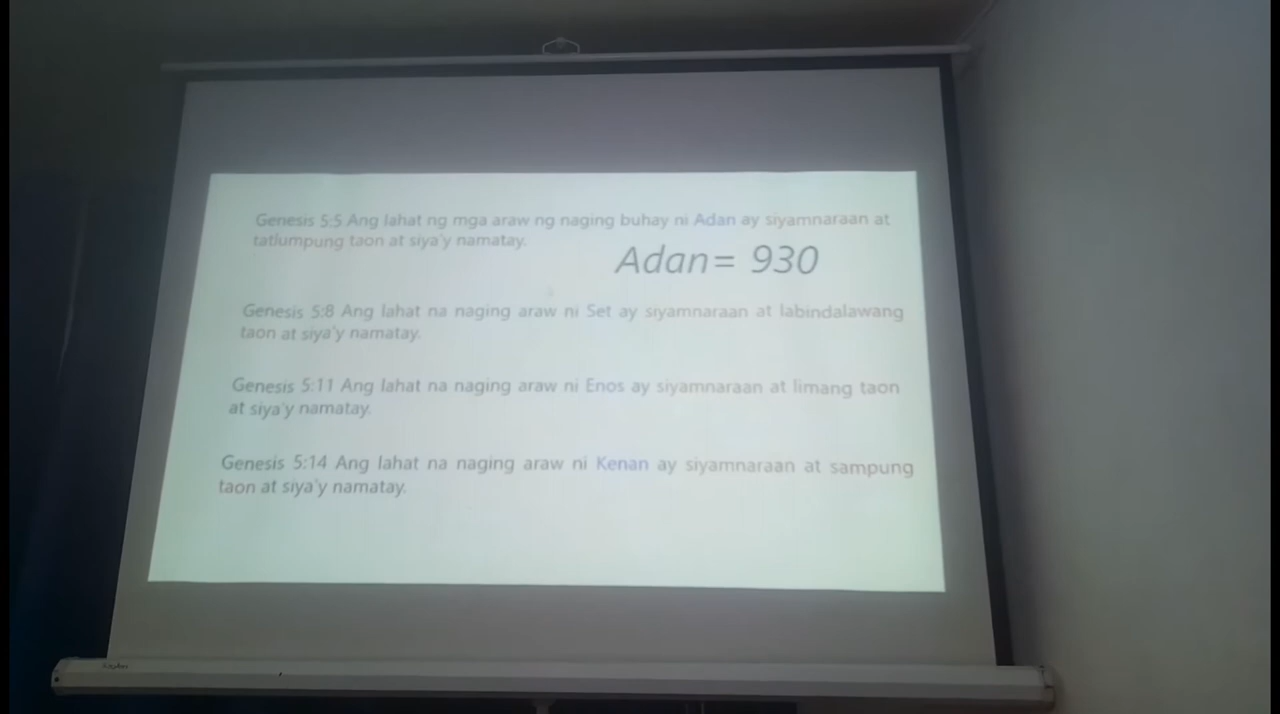 Genesis 5:5 Ang lahat ng mga araw ng naging buhay ni Adan ay siyamnaraan at
tatlumpung taon at siya'y namatay.
Adan= 930
Genesis 5:8 Ang lahat na naging araw ni Set ay siyamnaraan at labindalawang
taon at siya'y namatay.
Genesis 5:11 Ang lahat na naging araw ni Enos ay siyamnaraan at limang taon
at siya'y namatay.
Genesis 5:14 Ang lahat na naging araw ni Kenan ay siyamnaraan at sampung
taon at siya'y namatay.